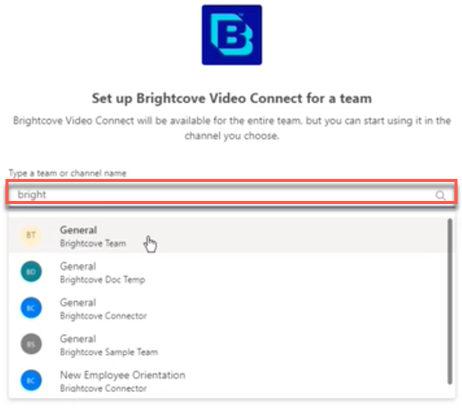 B
Set up Brightcove Video Connect for a team
Brightcove Video Connect will be available for the entire team, but you can start using it in the
channel you choose.
Type a team or channel name
bright
BT
General
Brightcove Team
BD
General
Brightcove Doc Temp
BC
General
Brightcove Connector
BS
General
Brightcove Sample Team
BC
New Employee Orientation
Brightcove Connector